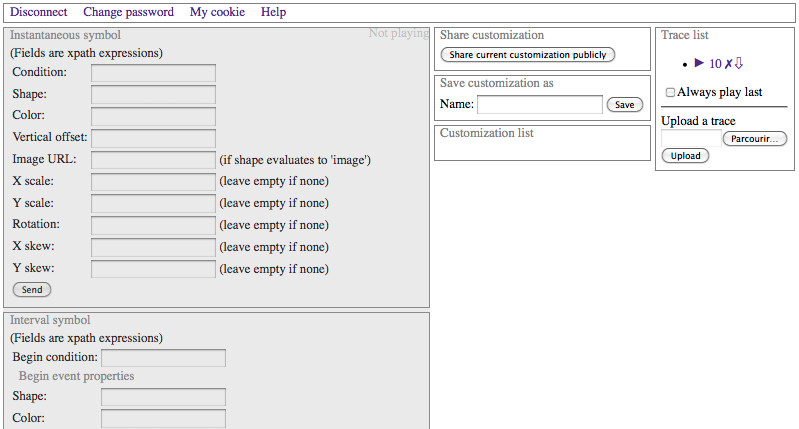 Disconnect Change password My cookie Help
Instantaneous symbol
Not playing
(Fields are xpath expressions)
Condition:
Shape:
Color:
Vertical offset:
Image URL: (if shape evaluates to 'image')
X scale: (leave empty if none)
Y scale: (leave empty if none)
Rotation: (leave empty if none)
X skew: (leave empty if none)
Y skew: (leave empty if none)
Send
Interval symbol
(Fields are xpath expressions)
Begin condition:
Begin event properties
Shape:
Color:
Share customization
Share current customization publicly
Save customization as
Name: Save
Customization list
Trace list
• ► 10 ✗⇩
Always play last
Upload a trace
Parcourir...
Upload